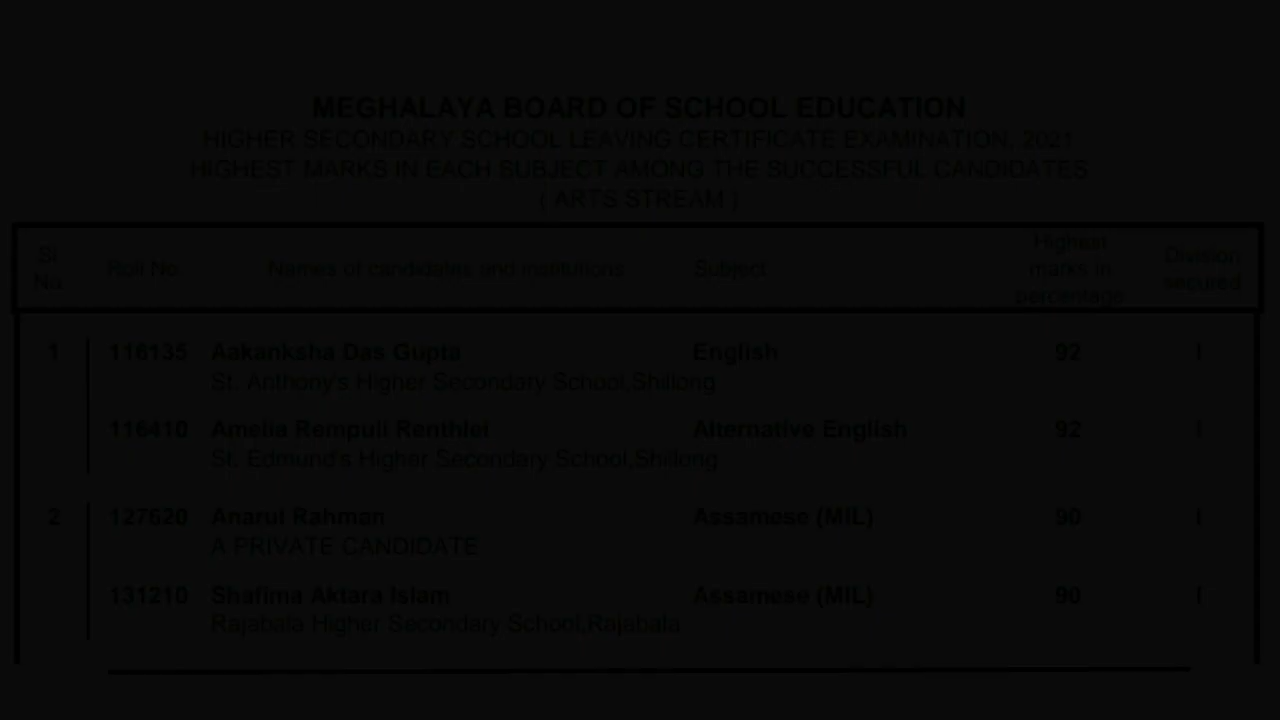 MEGHALAYA BOARD OF SCHOOL EDUCATION
HIGHER SECONDARY SCHOOL LEAVING CERTIFICATE EXAMINATION, 2021
HIGHEST MARKS IN EACH SUBJECT AMONG THE SUCCESSFUL CANDIDATES
( ARTS STREAM )
Sl No. Roll No. Names of candidates and institutions Subject Highest marks in percentage Division secured
1 116135 Aakanksha Das Gupta English 92 I
St. Anthony's Higher Secondary School,Shillong
116410 Amelia Rempuii Renthlei Alternative English 92 I
St. Edmund's Higher Secondary School,Shillong
2 127620 Anarul Rahman Assamese (MIL) 90 I
A PRIVATE CANDIDATE
131210 Shafima Aktara Islam Assamese (MIL) 90 I
Rajabala Higher Secondary School,Rajabala